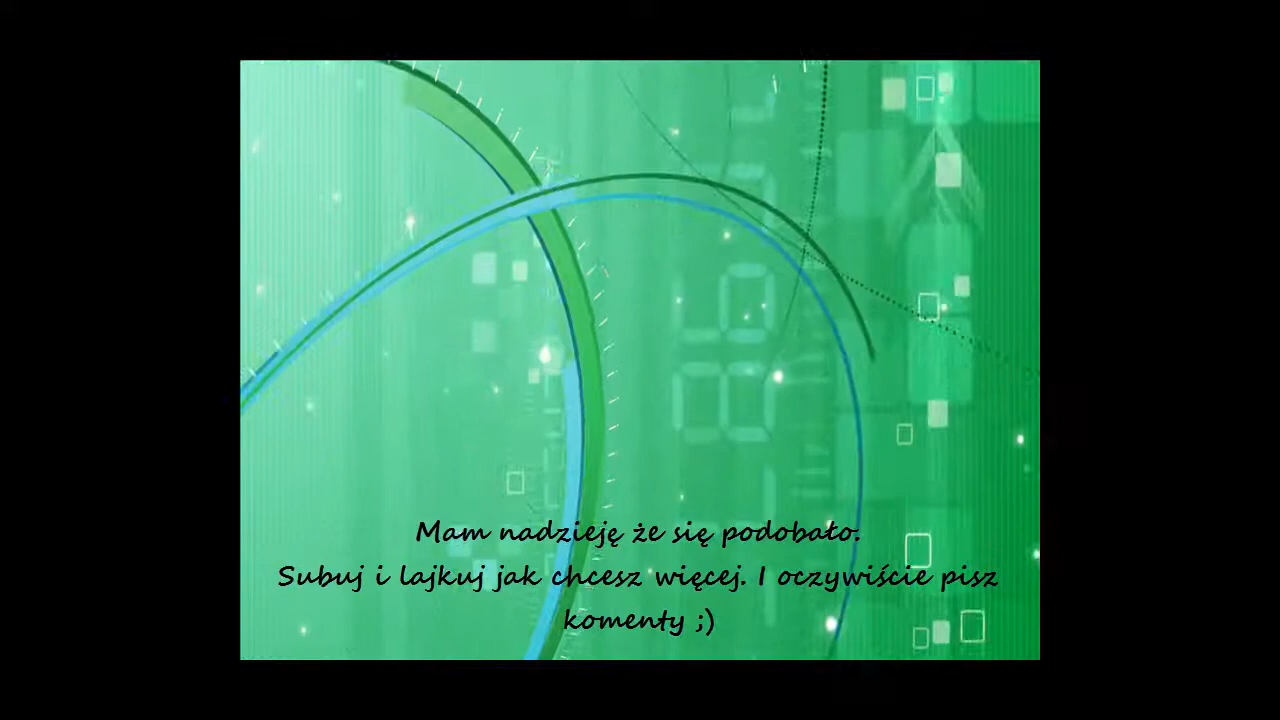 Mam nadzieję że się podobało.
Subuj i lajkuj jak chcesz więcej. I oczywiście pisz
komenty ;)